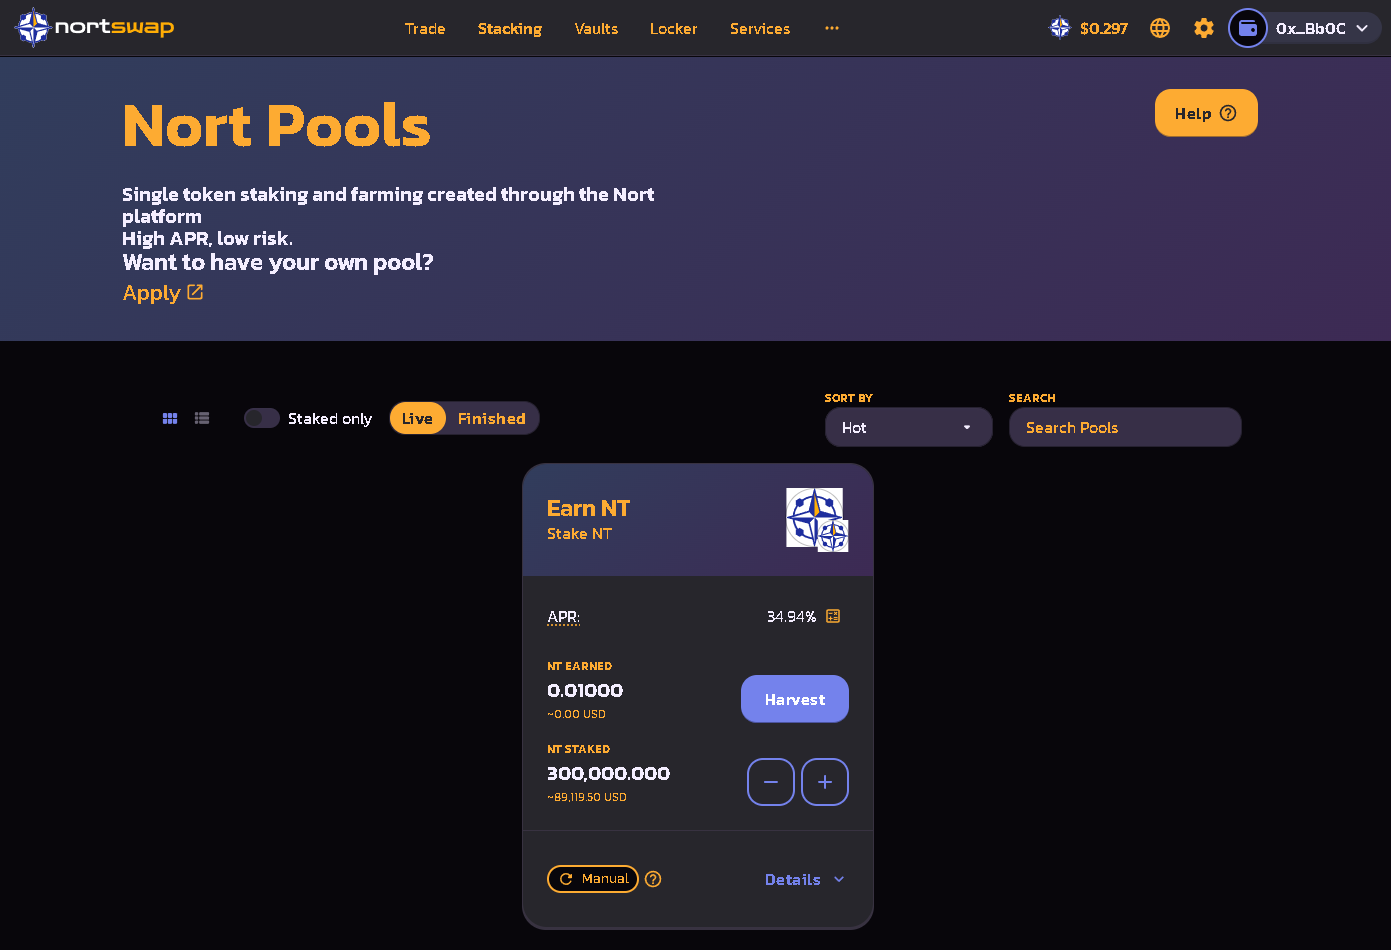 nortswap
Trade Stacking Vaults Locker Services ...
$0.297
0x...Bb0C
Nort Pools
Help
Single token staking and farming created through the Nort
platform
High APR, low risk.
Want to have your own pool?
Apply
Staked only
Live Finished
SORT BY
Hot
SEARCH
Search Pools
Earn NT
Stake NT
APR: 34.94%
NT EARNED
0.01000
~0.00 USD
Harvest
NT STAKED
300,000.000
~89,119.50 USD
Manual
Details